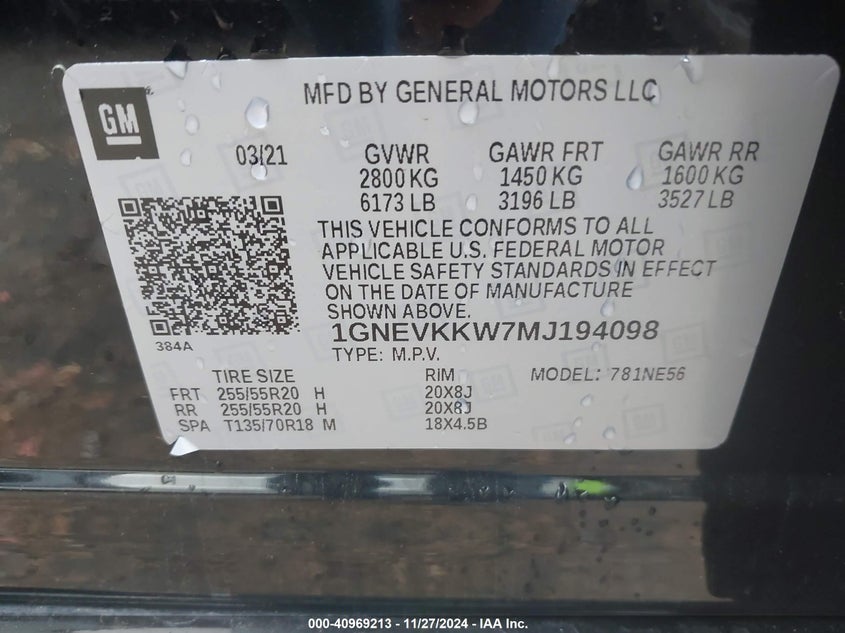 MFD BY GENERAL MOTORS LLC
GM
03/21 GVWR GAWR FRT GAWR RR
2800 KG 1450 KG 1600 KG
6173 LB 3196 LB 3527 LB
THIS VEHICLE CONFORMS TO ALL
APPLICABLE U.S. FEDERAL MOTOR
VEHICLE SAFETY STANDARDS IN EFFECT
ON THE DATE OF MANUFACTURE
SHOWN ABOVE.
1GNEVKKW7MJ194098
384A
TYPE: M.P.V.
TIRE SIZE RIM MODEL: 781NE56
FRT 255/55R20 H 20X8J
RR 255/55R20 H 20X8J
SPA T135/70R18 M 18X4.5B
000-40969213 - 11/27/2024 - IAA Inc.